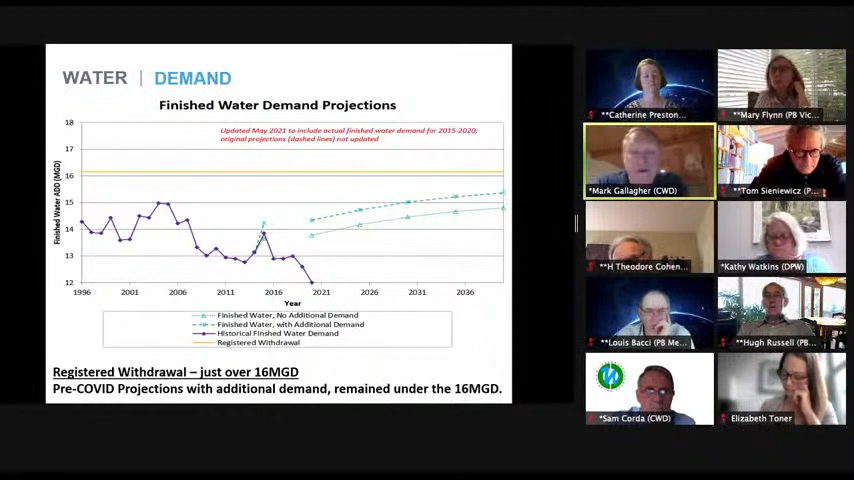 WATER | DEMAND
Finished Water Demand Projections
Updated May 2021 to include actual finished water demand for 2015-2020;
original projections (dashed lines) not updated
18
17
16
15
14
13
12
Finished Water ADD (MGD)
1996 2001 2006 2011 2016 2021 2026 2031 2036
Year
Finished Water, No Additional Demand
Finished Water, with Additional Demand
Historical Finished Water Demand
Registered Withdrawal
Registered Withdrawal – just over 16MGD
Pre-COVID Projections with additional demand, remained under the 16MGD.
**Catherine Preston...
**Mary Flynn (PB Vic...
*Mark Gallagher (CWD)
**Tom Sieniewicz (P...
**H Theodore Cohen...
*Kathy Watkins (DPW)
**Louis Bacci (PB Me...
**Hugh Russell (PB...
*Sam Corda (CWD)
Elizabeth Toner